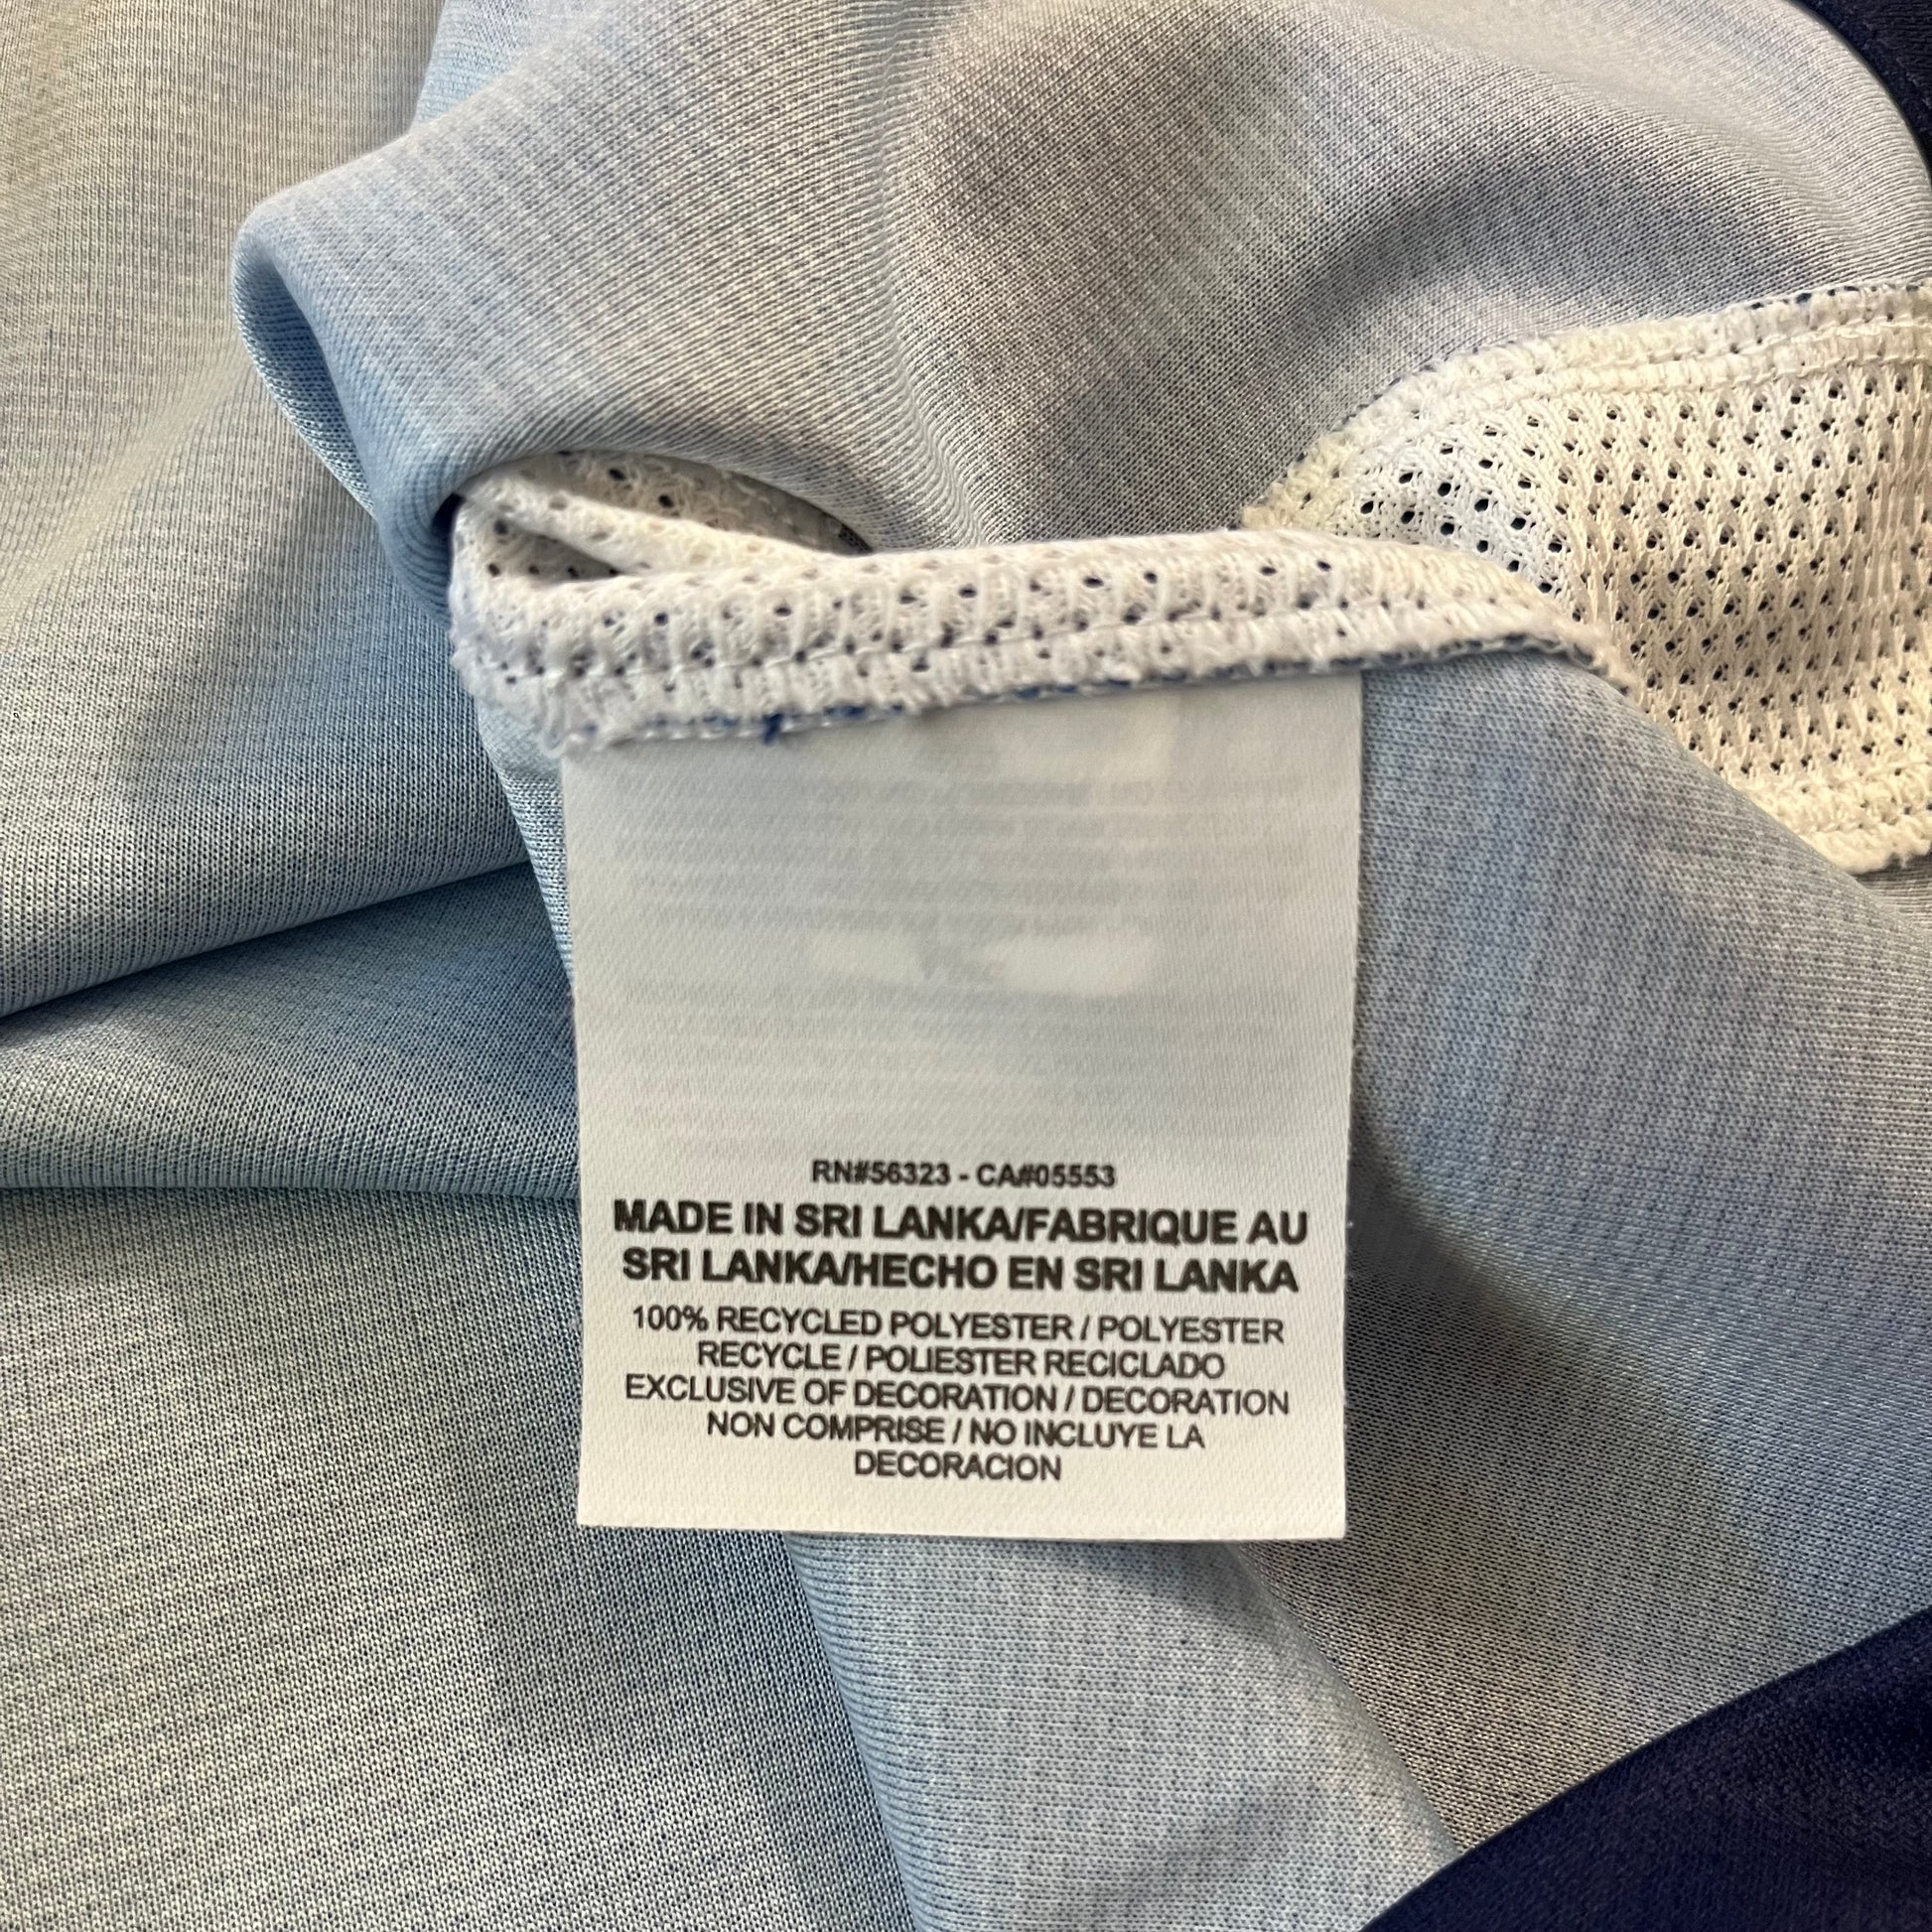 RN#56323 - CA#05553
MADE IN SRI LANKA/FABRIQUE AU
SRI LANKA/HECHO EN SRI LANKA
100% RECYCLED POLYESTER / POLYESTER
RECYCLE / POLIESTER RECICLADO
EXCLUSIVE OF DECORATION / DECORATION
NON COMPRISE / NO INCLUYE LA
DECORACION